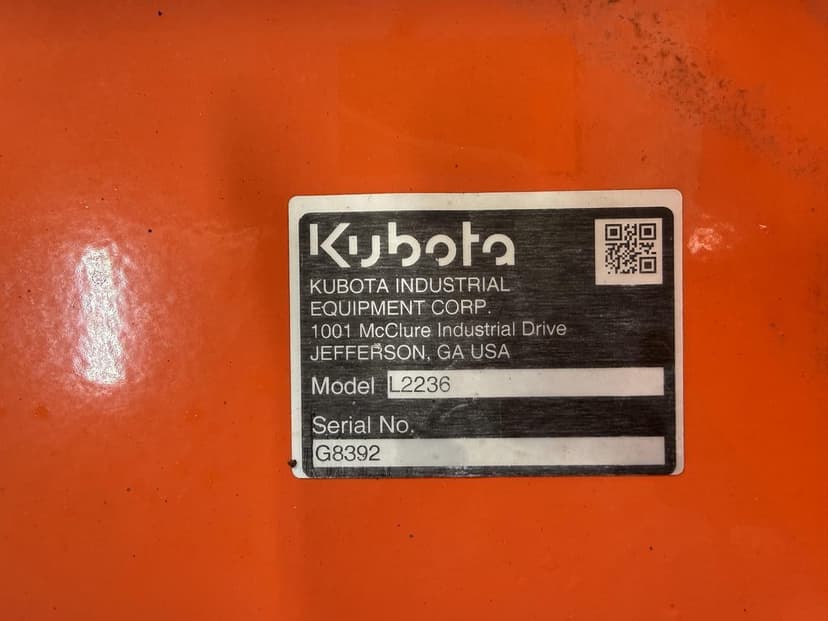 Kubota
KUBOTA INDUSTRIAL
EQUIPMENT CORP.
1001 McClure Industrial Drive
JEFFERSON, GA USA
Model L2236
Serial No.
G8392